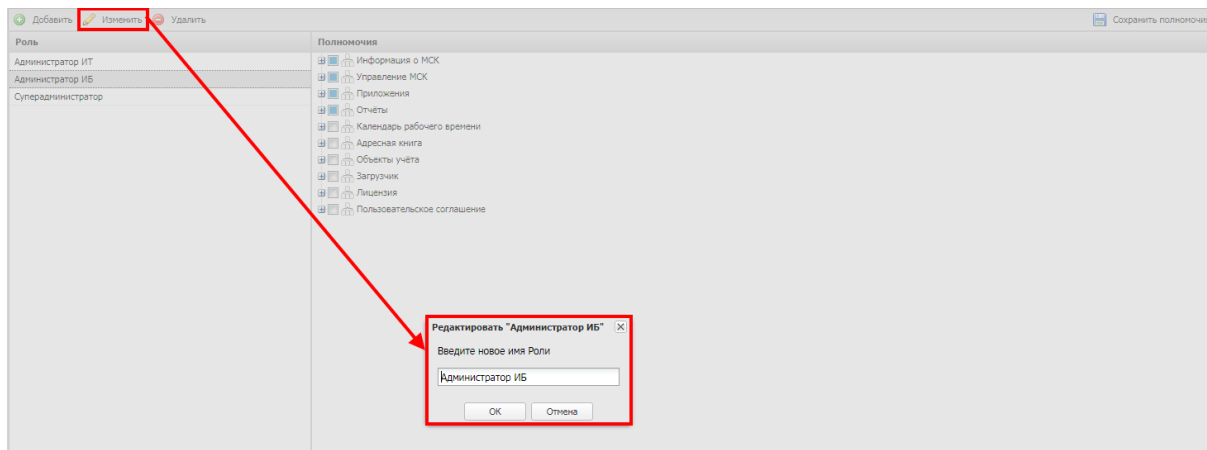 Добавить Изменить Удалить Сохранить полномочия
Роль Полномочия
Администратор ИТ
Администратор ИБ
Суперадминистратор
Информация о МСК
Управление МСК
Приложения
Отчёты
Календарь рабочего времени
Адресная книга
Объекты учёта
Загрузчик
Лицензия
Пользовательское соглашение
Редактировать "Администратор ИБ"
Введите новое имя Роли
Администратор ИБ
ОК Отмена